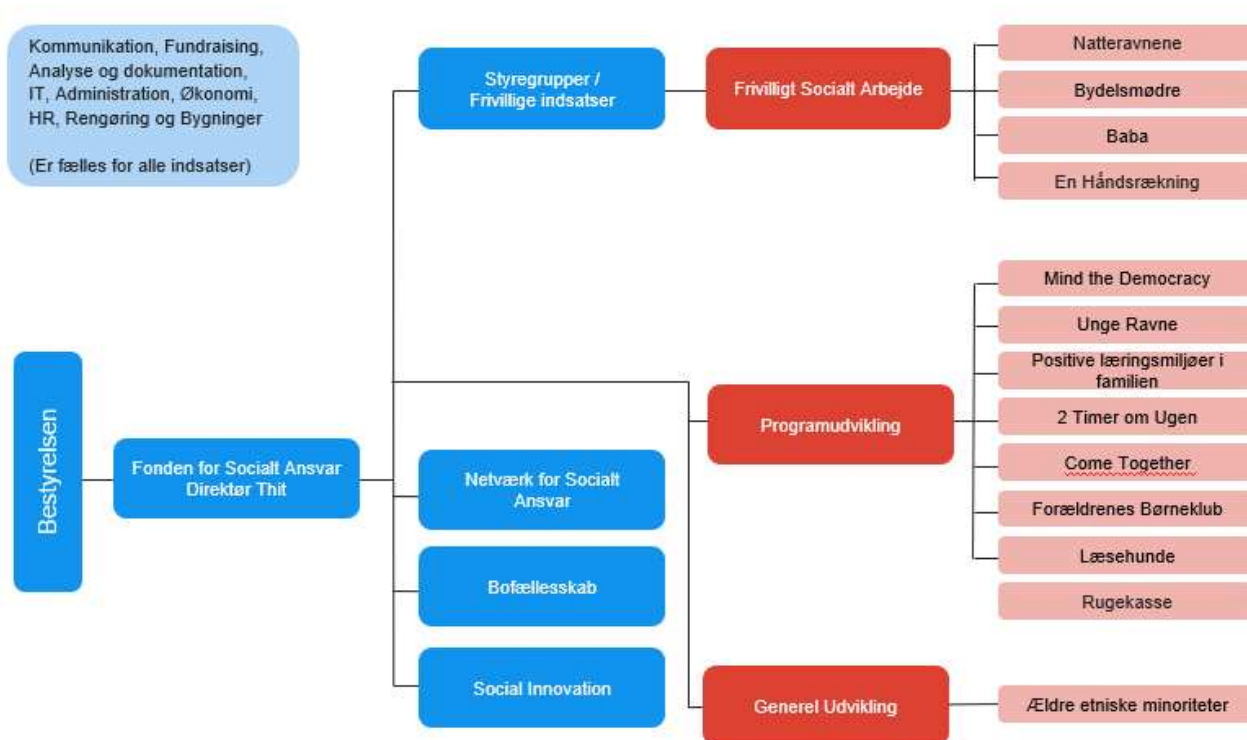 Kommunikation, Fundraising,
Analyse og dokumentation,
IT, Administration, Økonomi,
HR, Rengøring og Bygninger
(Er fælles for alle indsatser)
Bestyrelsen
Fonden for Socialt Ansvar
Direktør Thit
Styregrupper /
Frivillige indsatser
Netværk for Socialt
Ansvar
Bofællesskab
Social Innovation
Frivilligt Socialt Arbejde
Natteravnene
Bydelsmødre
Baba
En Håndsrækning
Programudvikling
Mind the Democracy
Unge Ravne
Positive læringsmiljøer i
familien
2 Timer om Ugen
Come Together
Forældrenes Børneklub
Læsehunde
Rugekasse
Generel Udvikling
Ældre etniske minoriteter